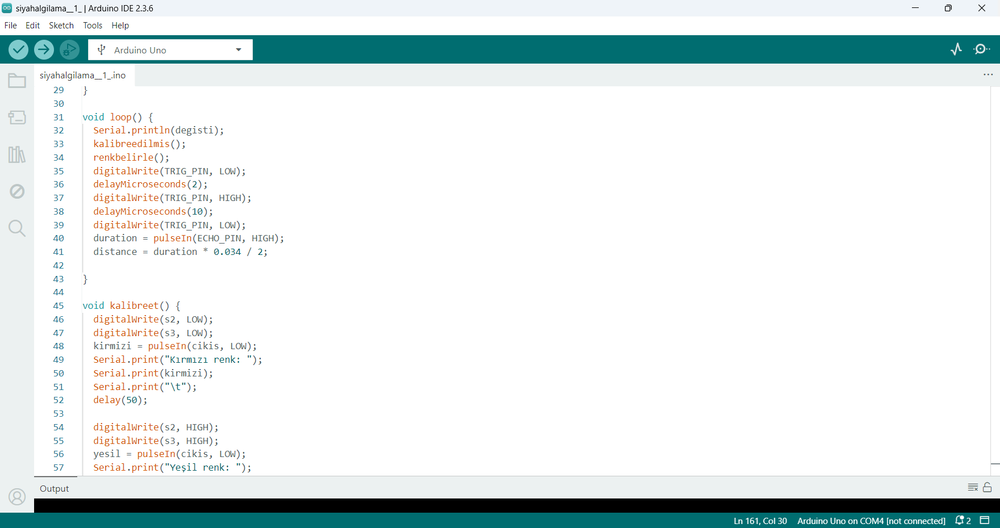 siyahalgilama__1_ | Arduino IDE 2.3.6
File Edit Sketch Tools Help
Arduino Uno
siyahalgilama__1_.ino
29 }
30
31 void loop() {
32   Serial.println(degisti);
33   kalibreedilmis();
34   renkbelirle();
35   digitalWrite(TRIG_PIN, LOW);
36   delayMicroseconds(2);
37   digitalWrite(TRIG_PIN, HIGH);
38   delayMicroseconds(10);
39   digitalWrite(TRIG_PIN, LOW);
40   duration = pulseIn(ECHO_PIN, HIGH);
41   distance = duration * 0.034 / 2;
42
43 }
44
45 void kalibreet() {
46   digitalWrite(s2, LOW);
47   digitalWrite(s3, LOW);
48   kirmizi = pulseIn(cikis, LOW);
49   Serial.print("Kırmızı renk: ");
50   Serial.print(kirmizi);
51   Serial.print("\t");
52   delay(50);
53
54   digitalWrite(s2, HIGH);
55   digitalWrite(s3, HIGH);
56   yesil = pulseIn(cikis, LOW);
57   Serial.print("Yeşil renk: ");
Output
Ln 161, Col 30 Arduino Uno on COM4 [not connected] 2